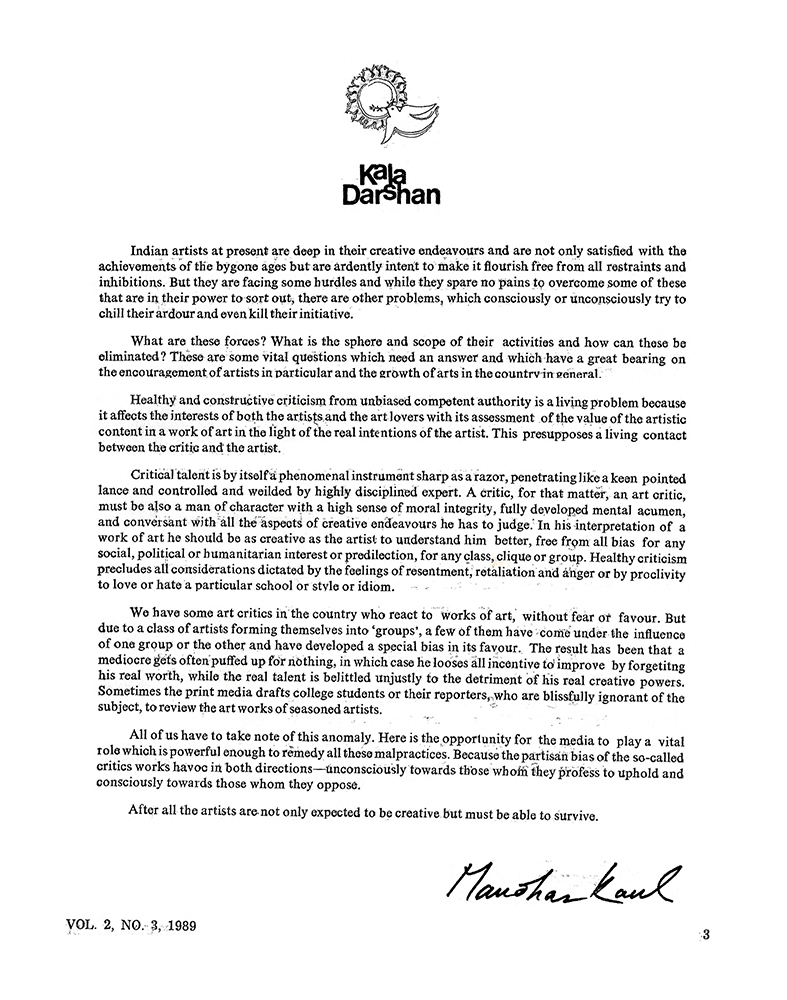 Kala
Darshan
Indian artists at present are deep in their creative endeavours and are not only satisfied with the
achievements of the bygone ages but are ardently intent to make it flourish free from all restraints and
inhibitions. But they are facing some hurdles and while they spare no pains to overcome some of these
that are in their power to sort out, there are other problems, which consciously or unconsciously try to
chill their ardour and even kill their initiative.
What are these forces? What is the sphere and scope of their activities and how can these be
eliminated? These are some vital questions which need an answer and which have a great bearing on
the encouragement of artists in particular and the growth of arts in the country in general.
Healthy and constructive criticism from unbiased competent authority is a living problem because
it affects the interests of both the artists and the art lovers with its assessment of the value of the artistic
content in a work of art in the light of the real intentions of the artist. This presupposes a living contact
between the critic and the artist.
Critical talent is by itself a phenomenal instrument sharp as a razor, penetrating like a keen pointed
lance and controlled and weilded by highly disciplined expert. A critic, for that matter, an art critic,
must be also a man of character with a high sense of moral integrity, fully developed mental acumen,
and conversant with all the aspects of creative endeavours he has to judge. In his interpretation of a
work of art he should be as creative as the artist to understand him better, free from all bias for any
social, political or humanitarian interest or predilection, for any class, clique or group. Healthy criticism
precludes all considerations dictated by the feelings of resentment, retaliation and anger or by proclivity
to love or hate a particular school or style or idiom.
We have some art critics in the country who react to works of art, without fear or favour. But
due to a class of artists forming themselves into 'groups', a few of them have come under the influence
of one group or the other and have developed a special bias in its favour. The result has been that a
mediocre gets often puffed up for nothing, in which case he looses all incentive to improve by forgetitng
his real worth, while the real talent is belittled unjustly to the detriment of his real creative powers.
Sometimes the print media drafts college students or their reporters, who are blissfully ignorant of the
subject, to review the art works of seasoned artists.
All of us have to take note of this anomaly. Here is the opportunity for the media to play a vital
role which is powerful enough to remedy all these malpractices. Because the partisan bias of the so-called
critics works havoc in both directions—unconsciously towards those whom they profess to uphold and
consciously towards those whom they oppose.
After all the artists are not only expected to be creative but must be able to survive.
Manohar Kaul
VOL. 2, NO. 3, 1989
3